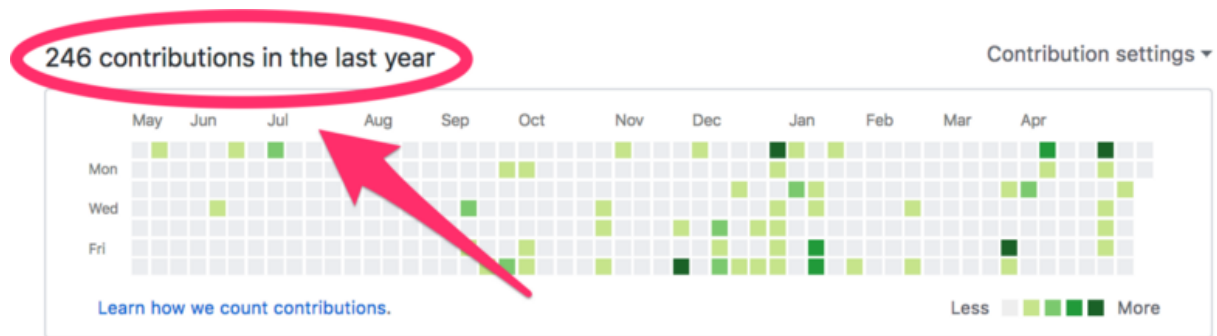 246 contributions in the last year
Contribution settings
May Jun Jul Aug Sep Oct Nov Dec Jan Feb Mar Apr
Mon
Wed
Fri
Learn how we count contributions.
Less More